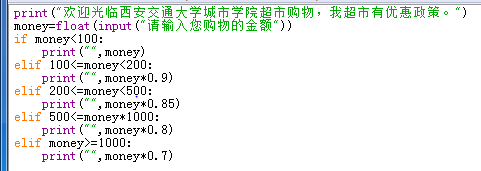 print("欢迎光临西安交通大学城市学院超市购物，我超市有优惠政策。")
money=float(input("请输入您购物的金额"))
if money<100:
    print("",money)
elif 100<=money<200:
    print("",money*0.9)
elif 200<=money<500:
    print("",money*0.85)
elif 500<=money*1000:
    print("",money*0.8)
elif money>=1000:
    print("",money*0.7)